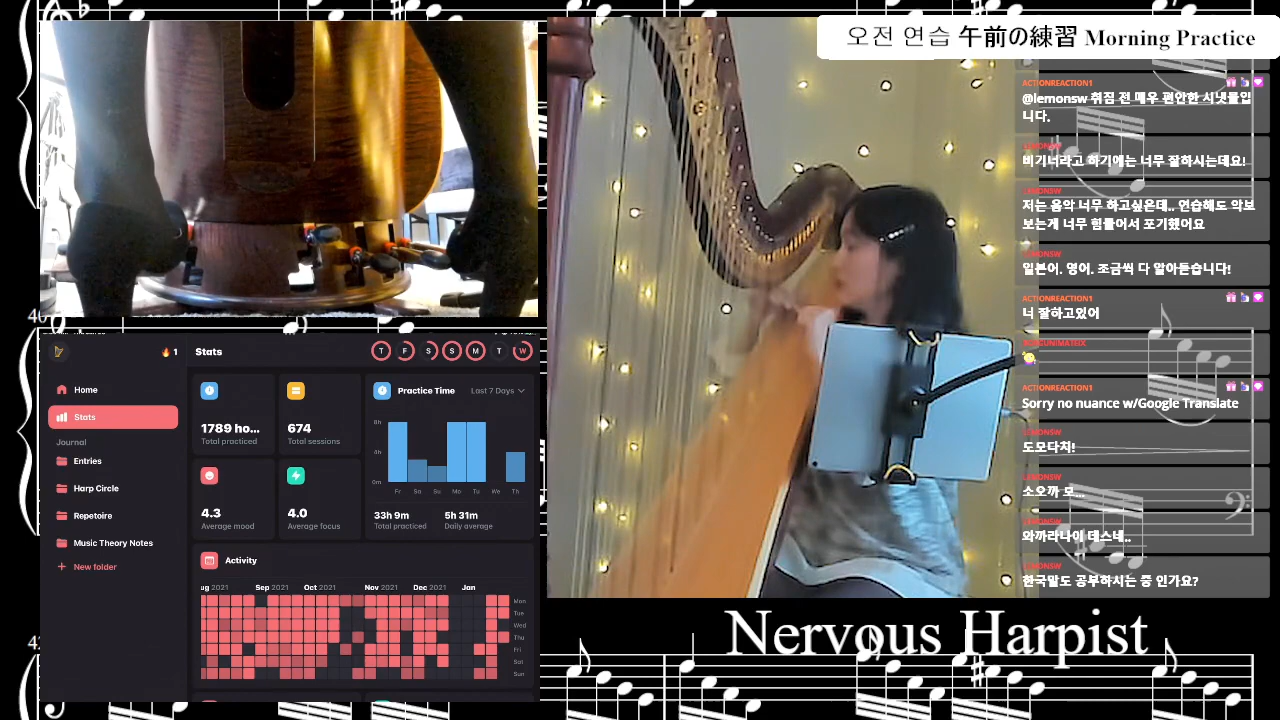 오전 연습 午前の練習 Morning Practice
ACTIONREACTION1
@lemonsw 취침 전 매우 편안한 시냇물입
니다.
LEMONSW
비기너라고 하기에는 너무 잘하시는데요!
LEMONSW
저는 음악 너무 하고싶은데.. 연습해도 악보
보는게 너무 힘들어서 포기했어요
LEMONSW
일본어. 영어. 조금씩 다 알아듣습니다!
ACTIONREACTION1
너 잘하고있어
ACTIONREACTION1
Sorry no nuance w/Google Translate
LEMONSW
도모다치!
LEMONSW
소오까 모...
LEMONSW
와까라나이 데스네..
LEMONSW
한국말도 공부하시는 중 인가요?
1
Stats
T F S S M T W
Home
Stats
Journal
Entries
Harp Circle
Repetoire
Music Theory Notes
New folder
1789 ho...
Total practiced
674
Total sessions
4.3
Average mood
4.0
Average focus
Practice Time
Last 7 Days
8h
4h
0m
Fr Sa Su Mo Tu We Th
33h 9m
Total practiced
5h 31m
Daily average
Activity
ug 2021 Sep 2021 Oct 2021 Nov 2021 Dec 2021 Jan
Mon
Tue
Wed
Thu
Fri
Sat
Sun
Nervous Harpist